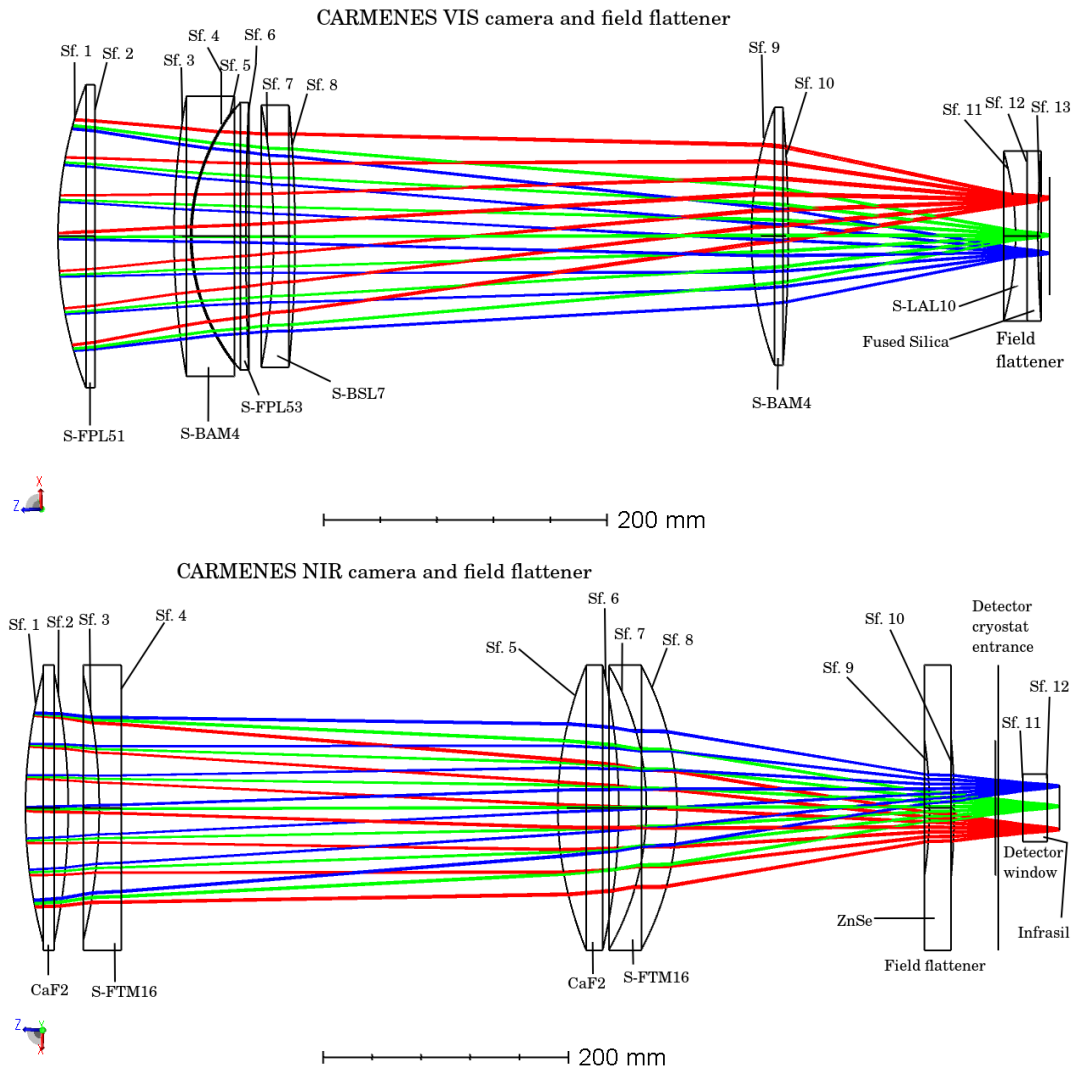 CARMENES VIS camera and field flattener
Sf. 1
Sf. 2
Sf. 3
Sf. 4
Sf. 5
Sf. 6
Sf. 7
Sf. 8
Sf. 9
Sf. 10
Sf. 11
Sf. 12
Sf. 13
S-FPL51
S-BAM4
S-FPL53
S-BSL7
S-BAM4
S-LAL10
Fused Silica
Field
flattener
X
Z
200 mm
CARMENES NIR camera and field flattener
Sf. 1
Sf.2
Sf. 3
Sf. 4
Sf. 5
Sf. 6
Sf. 7
Sf. 8
Sf. 9
Sf. 10
Detector
cryostat
entrance
Sf. 11
Sf. 12
CaF2
S-FTM16
CaF2
S-FTM16
ZnSe
Field flattener
Detector
window
Infrasil
Z
Y
X
200 mm